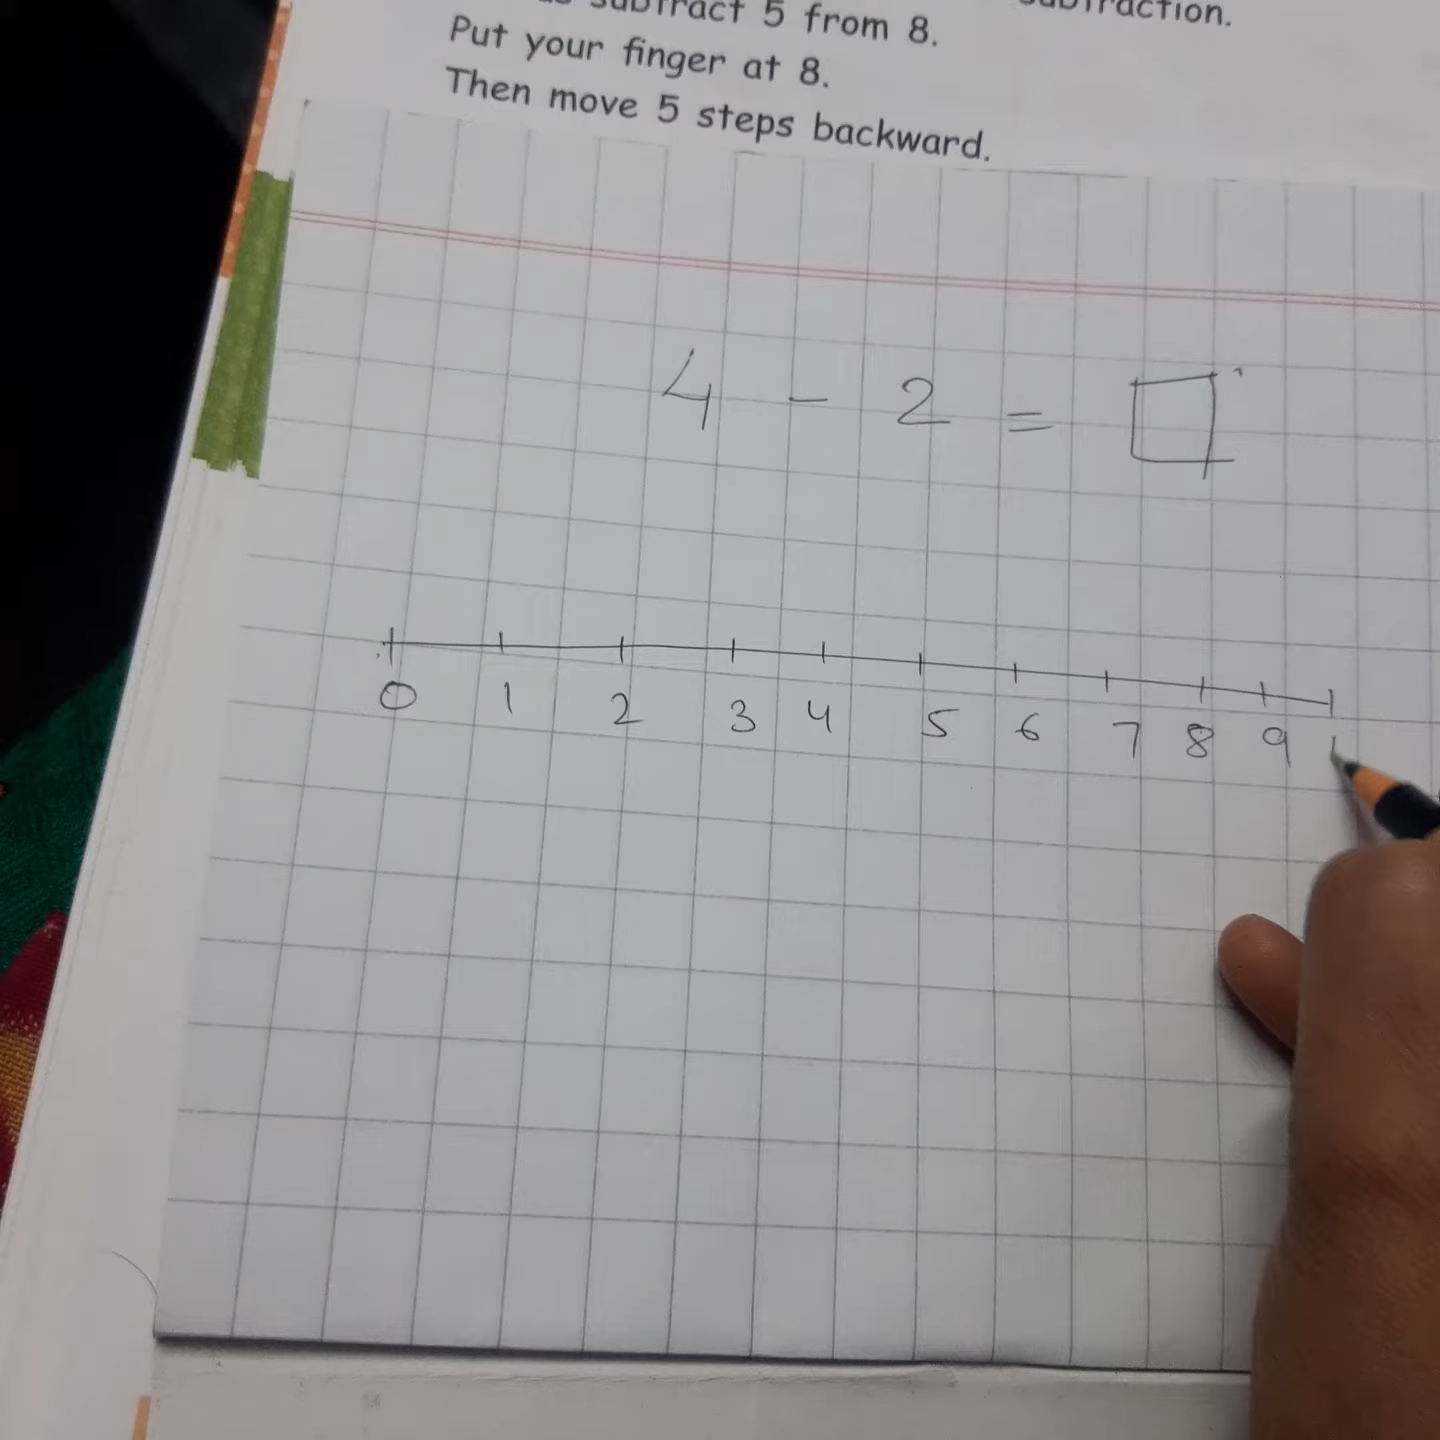 subtraction.
subtract 5 from 8.
Put your finger at 8.
Then move 5 steps backward.
4 - 2 = □
0 1 2 3 4 5 6 7 8 9